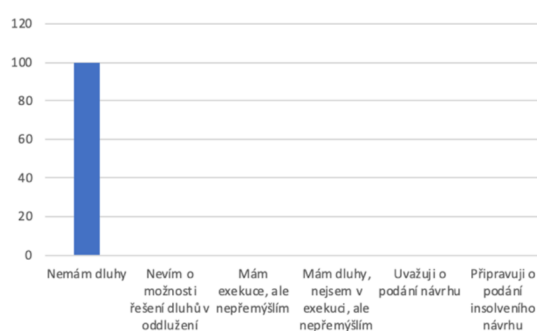 120
100
80
60
40
20
0
Nemám dluhy
Nevím o
možnosti
řešení dluhů v
oddlužení
Mám
exekuce, ale
nepřemýšlím
Mám dluhy,
nejsem v
exekuci, ale
nepřemýšlím
Uvažuji o
podání návrhu
Připravuji o
podání
insolveního
návrhu